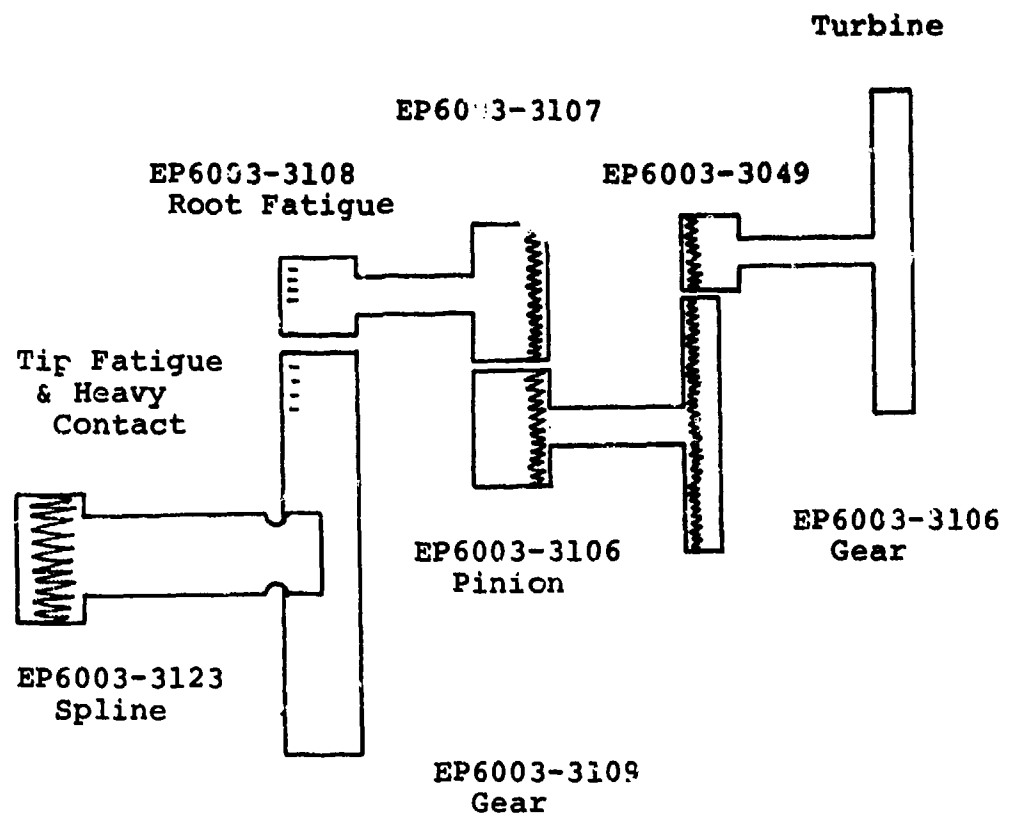 Turbine
EP6003-3107
EP6003-3108
Root Fatigue
EP6003-3049
Tip Fatigue
& Heavy
Contact
EP6003-3106
Gear
EP6003-3106
Pinion
EP6003-3123
Spline
EP6003-3109
Gear